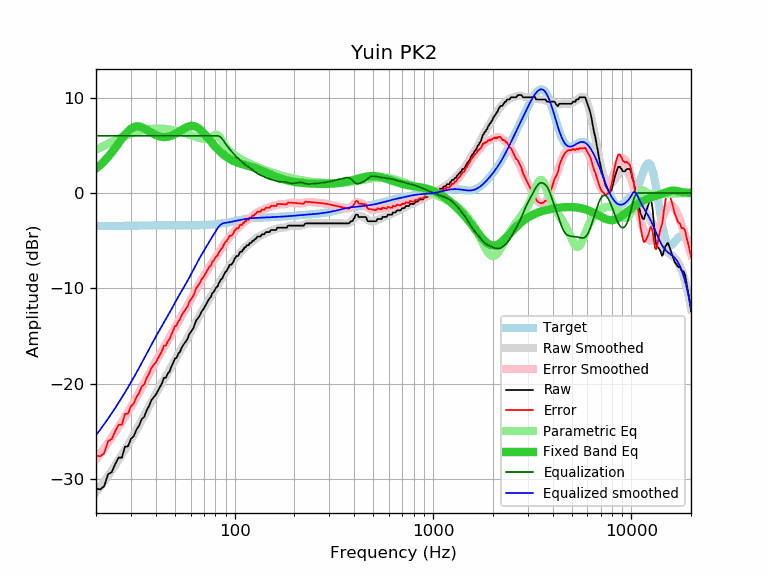 Yuin PK2
Amplitude (dBr)
10
0
−10
−20
−30
100
1000
10000
Frequency (Hz)
Target
Raw Smoothed
Error Smoothed
Raw
Error
Parametric Eq
Fixed Band Eq
Equalization
Equalized smoothed